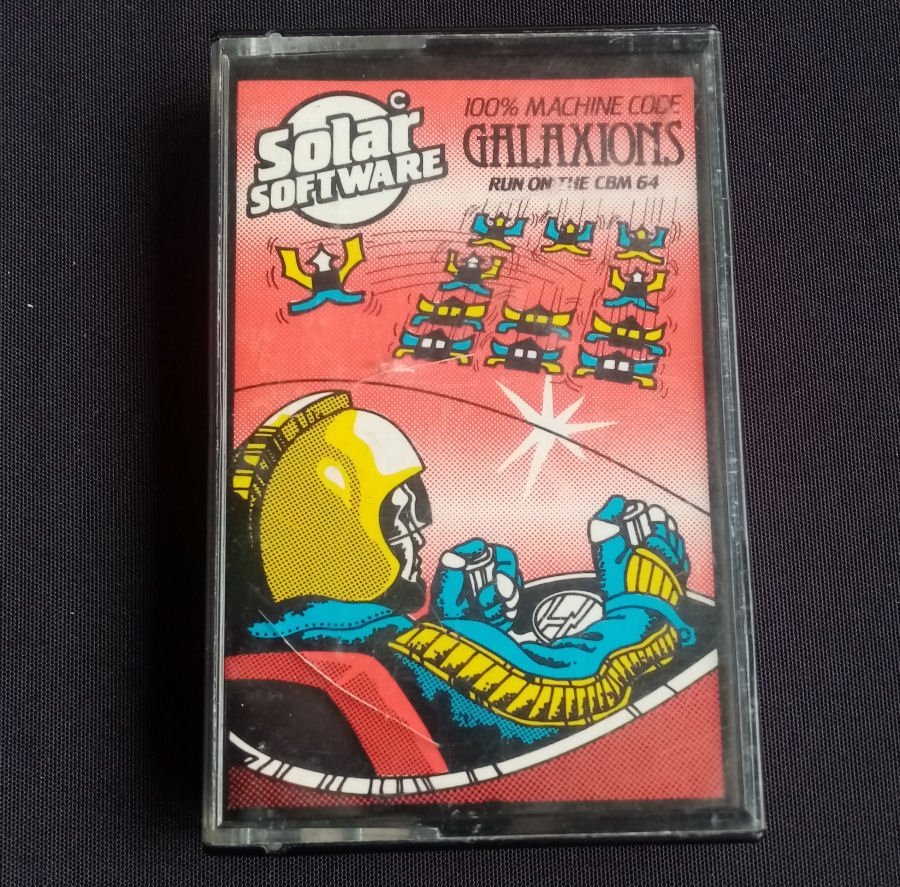 Solar
SOFTWARE
C
100% MACHINE CODE
GALAXIONS
RUN ON THE CBM 64